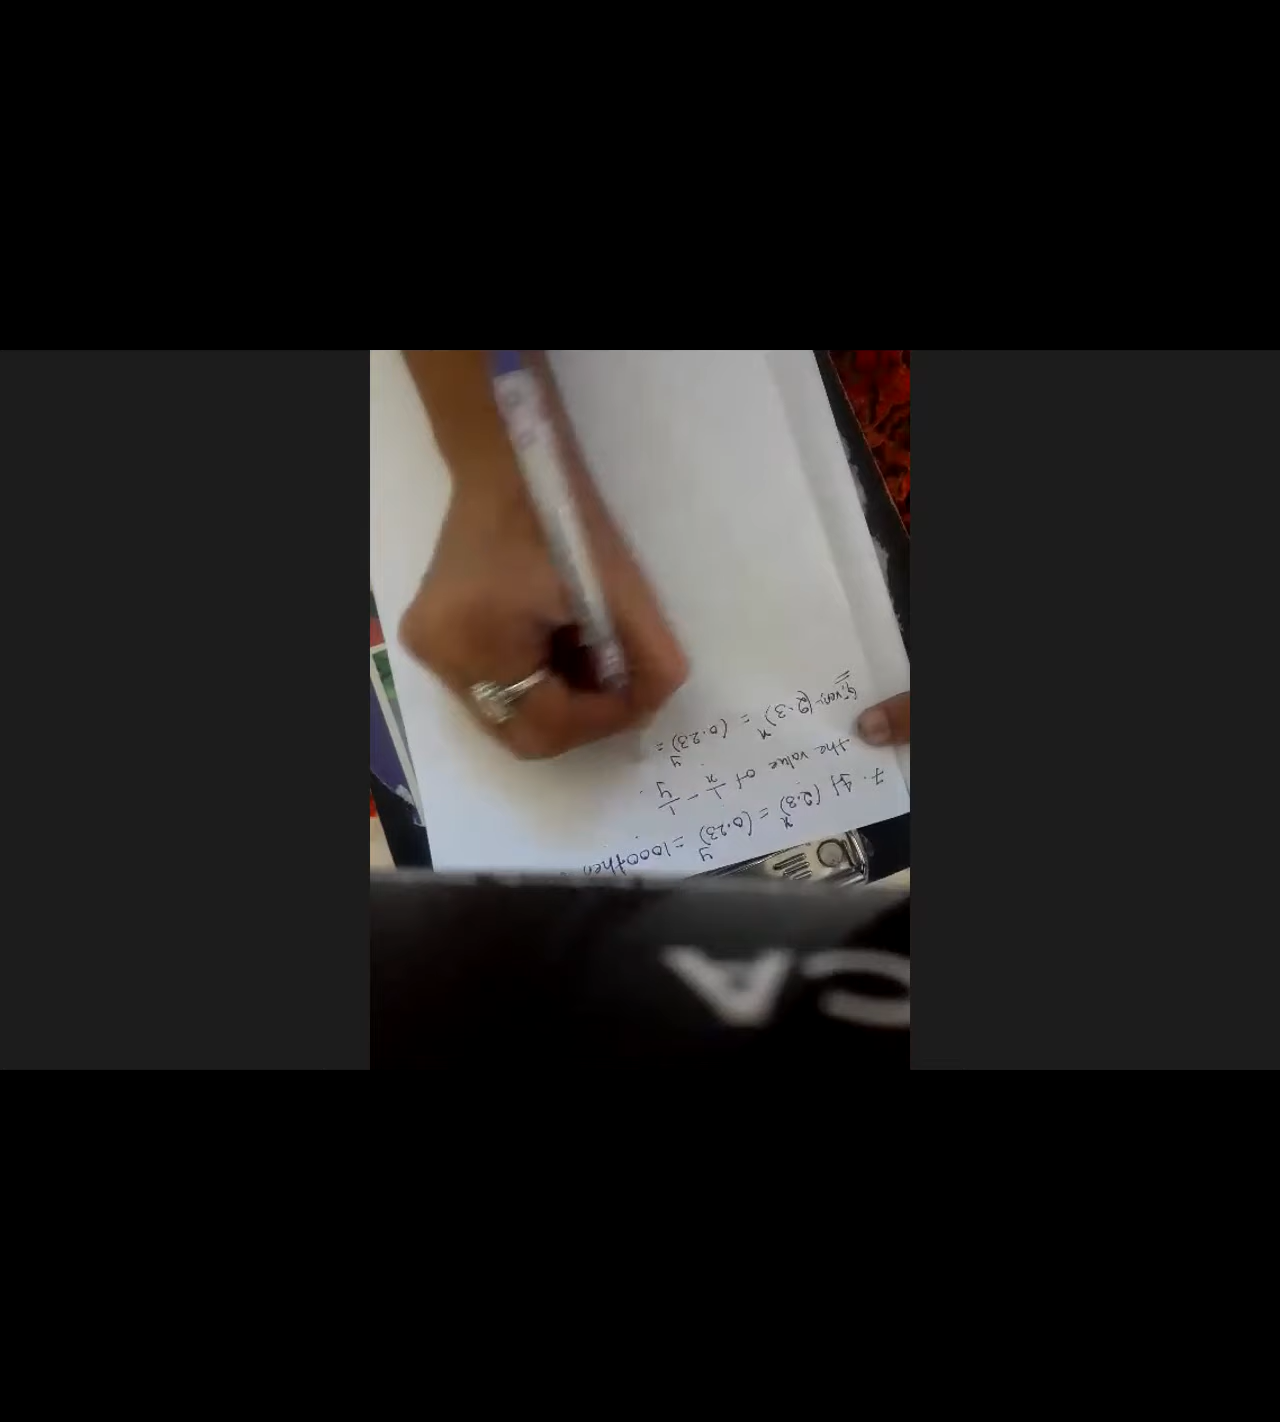 7. If (2.3)^x = (0.23)^y = 1000 then
the value of 1/x - 1/y .
Given:- (2.3)^x = (0.23)^y =